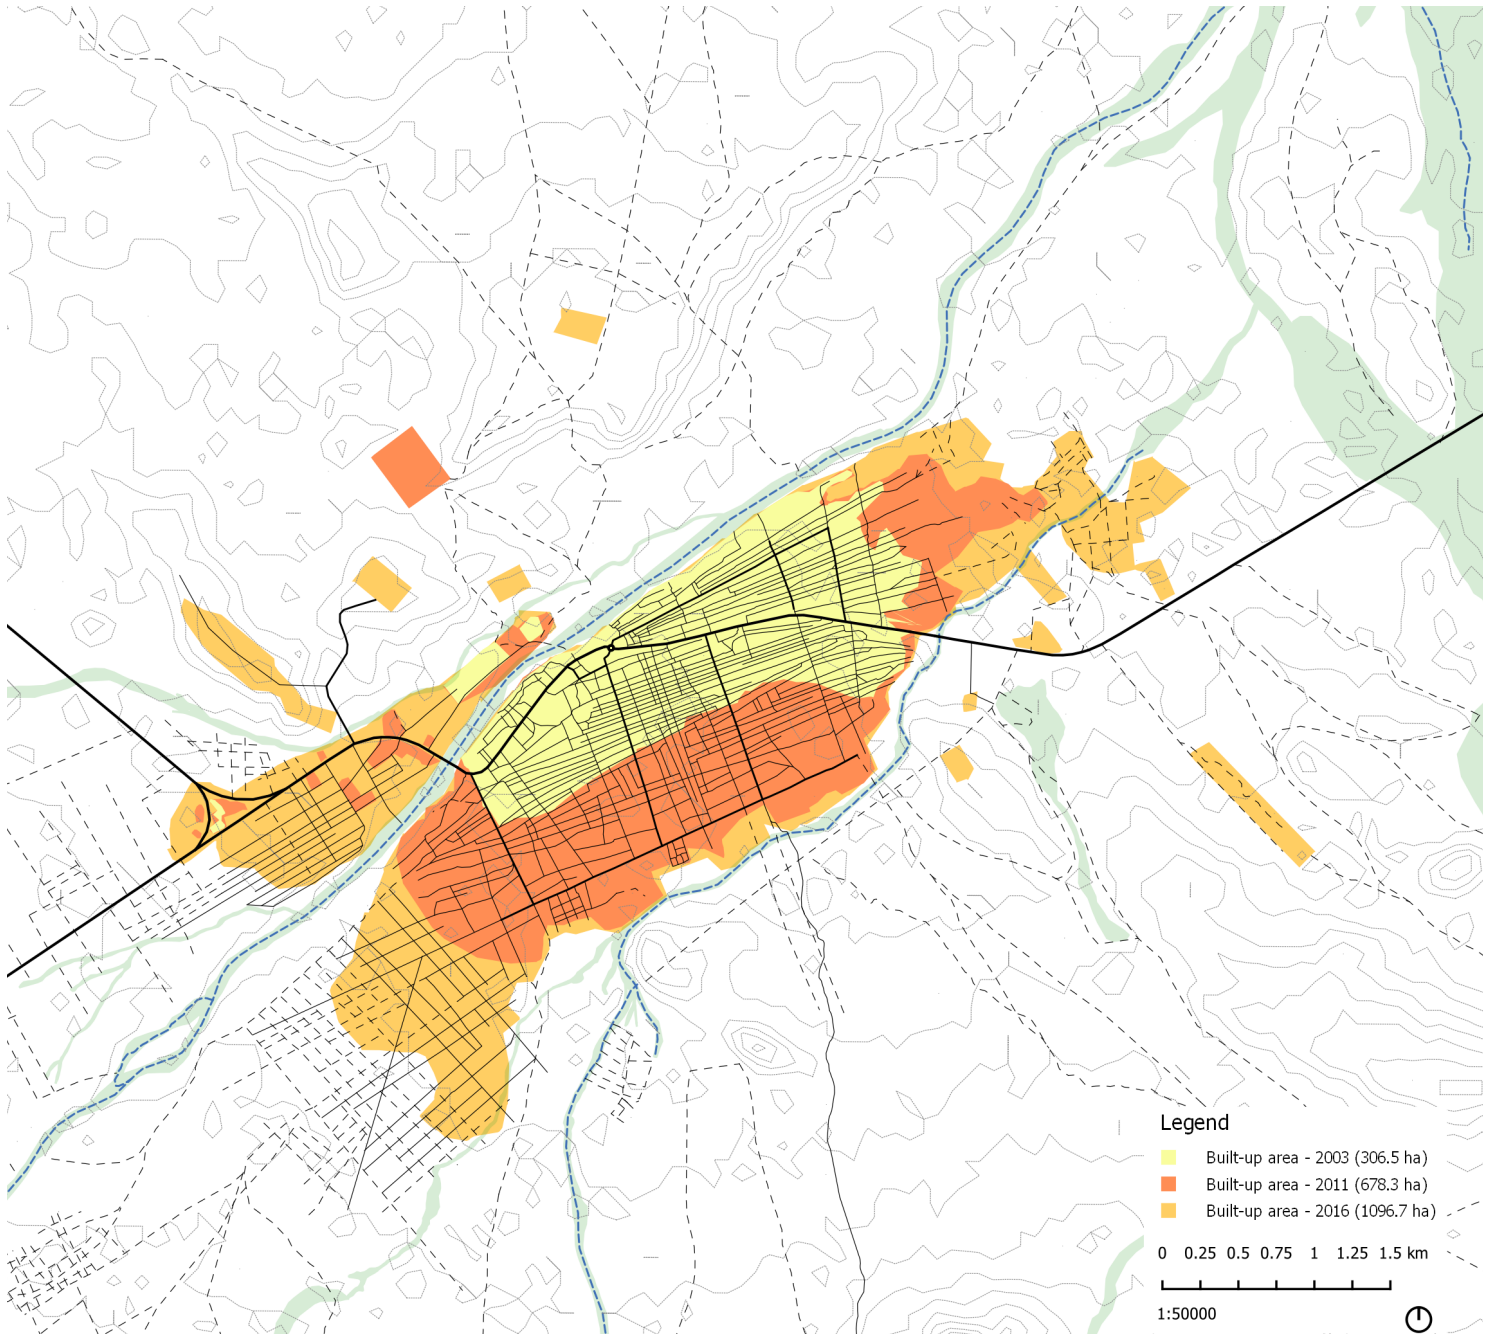 Legend
Built-up area - 2003 (306.5 ha)
Built-up area - 2011 (678.3 ha)
Built-up area - 2016 (1096.7 ha)
0 0.25 0.5 0.75 1 1.25 1.5 km
1:50000